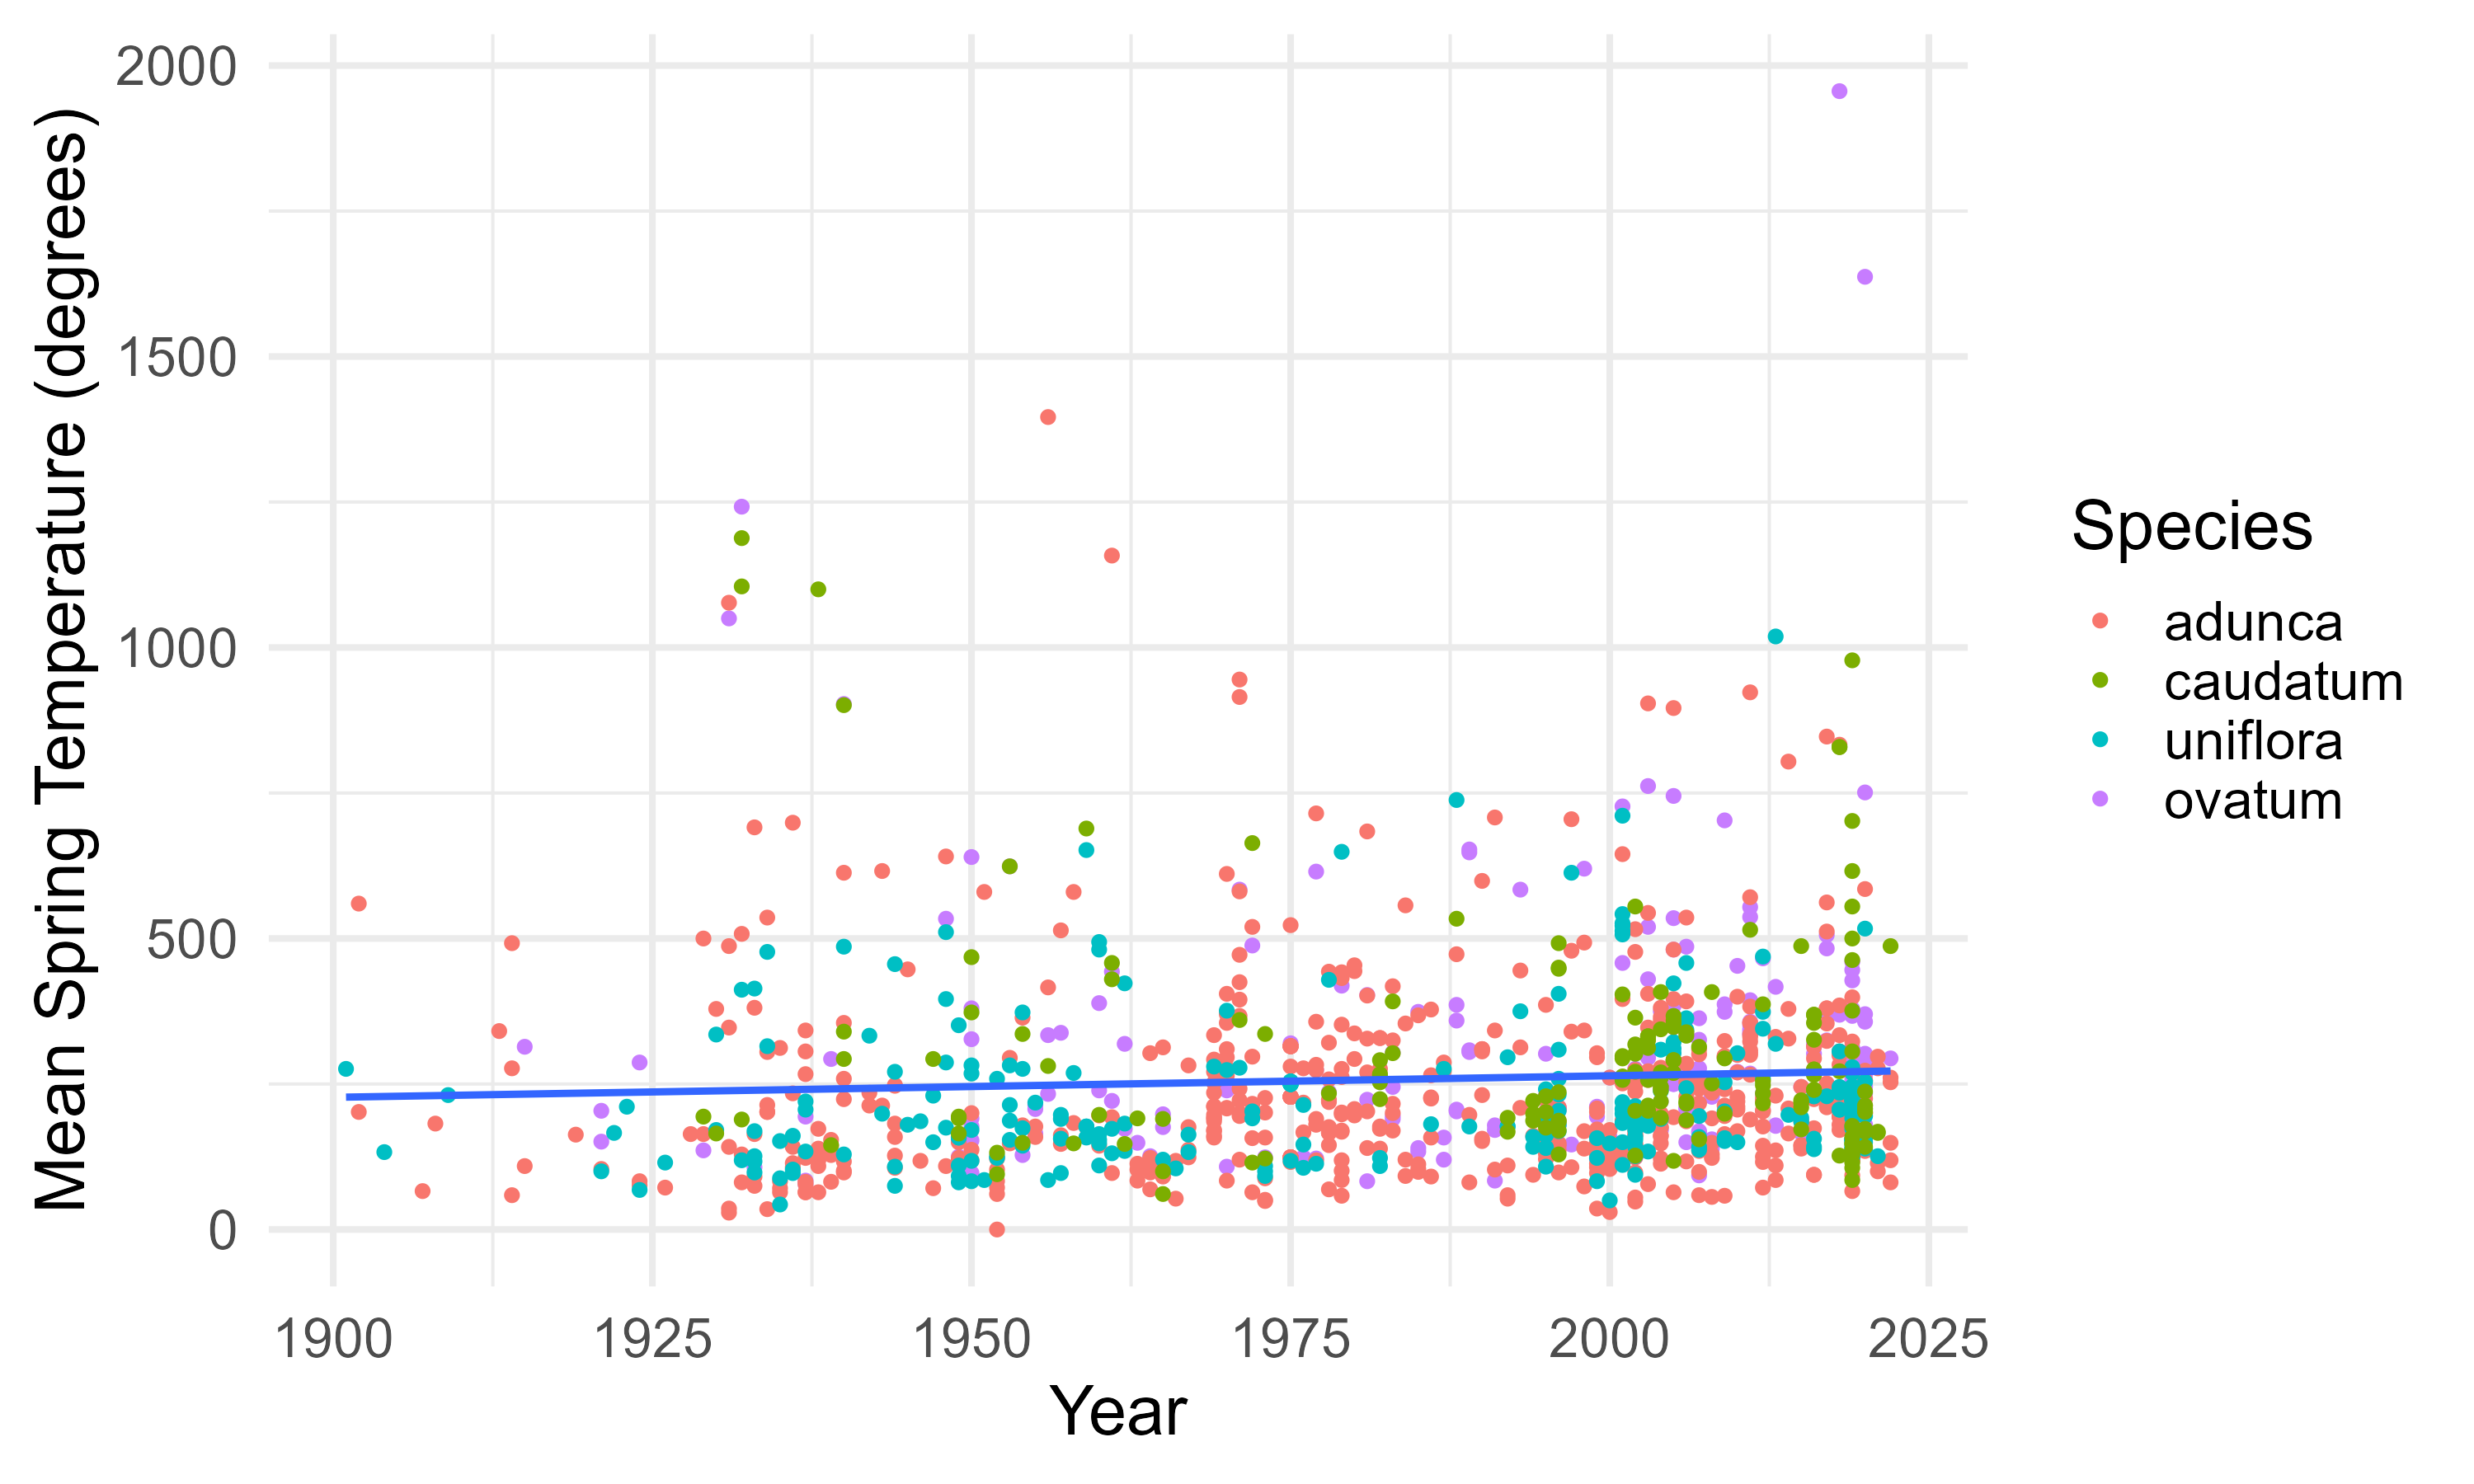 Mean Spring Temperature (degrees)
2000
1500
1000
500
0
1900
1925
1950
1975
2000
2025
Year
Species
adunca
caudatum
uniflora
ovatum